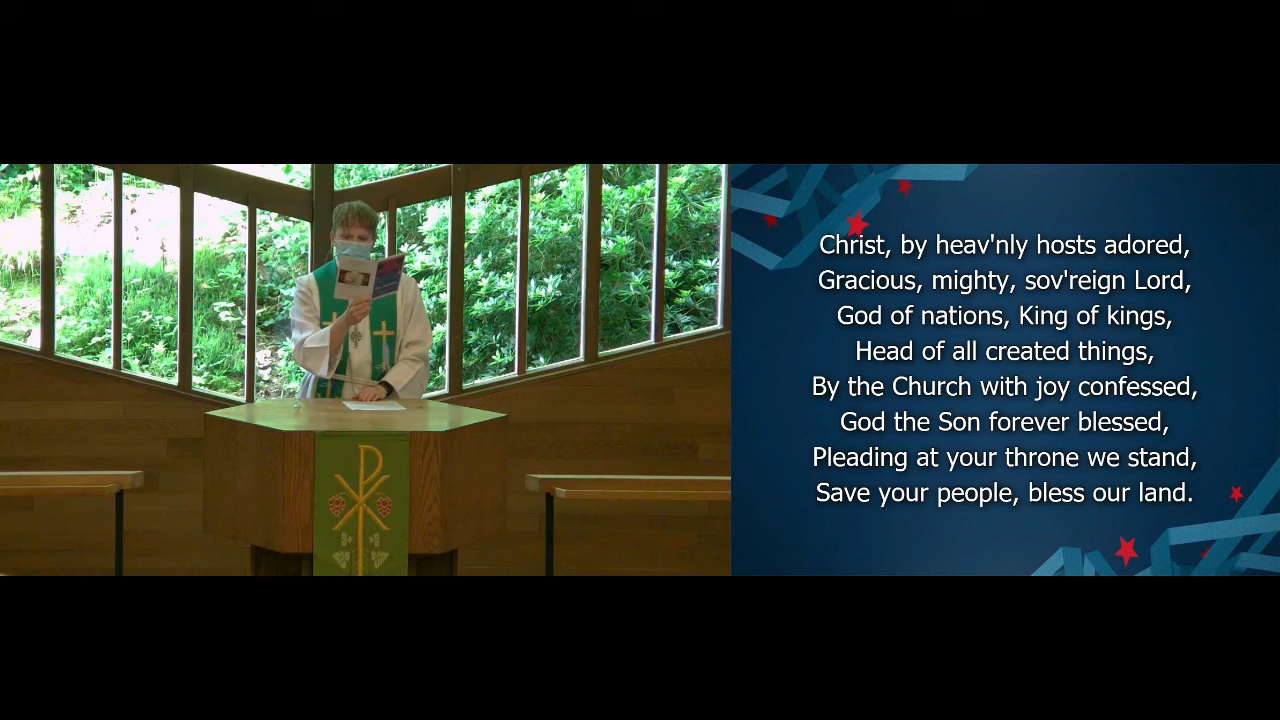 Christ, by heav'nly hosts adored,
Gracious, mighty, sov'reign Lord,
God of nations, King of kings,
Head of all created things,
By the Church with joy confessed,
God the Son forever blessed,
Pleading at your throne we stand,
Save your people, bless our land.